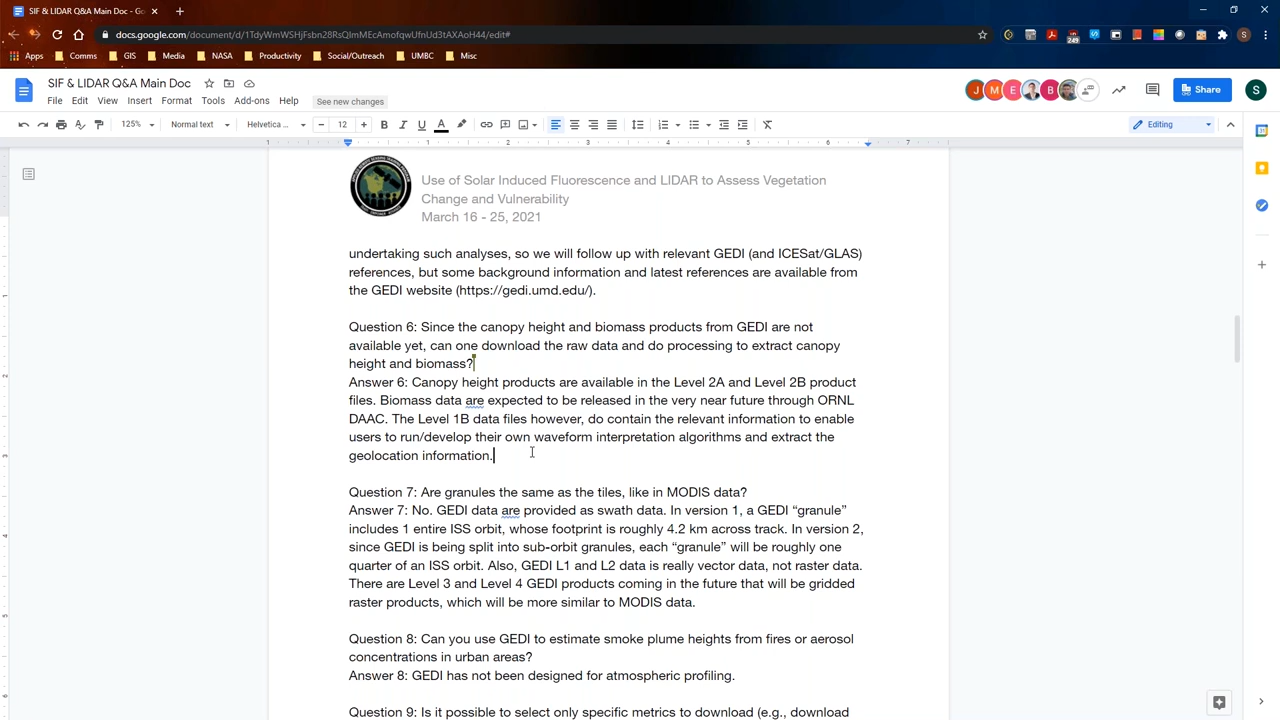 SIF & LIDAR Q&A Main Doc - Go
docs.google.com/document/d/1TdyWmWSHjFsbn28RsQImMEcAmofqwUfnUd3tAXAoH44/edit#
Apps Comms GIS Media NASA Productivity Social/Outreach UMBC Misc
SIF & LIDAR Q&A Main Doc
File Edit View Insert Format Tools Add-ons Help See new changes
J M E B Share S
125% Normal text Helvetica ... 12 Editing
Use of Solar Induced Fluorescence and LIDAR to Assess Vegetation
Change and Vulnerability
March 16 - 25, 2021
undertaking such analyses, so we will follow up with relevant GEDI (and ICESat/GLAS)
references, but some background information and latest references are available from
the GEDI website (https://gedi.umd.edu/).
Question 6: Since the canopy height and biomass products from GEDI are not
available yet, can one download the raw data and do processing to extract canopy
height and biomass?
Answer 6: Canopy height products are available in the Level 2A and Level 2B product
files. Biomass data are expected to be released in the very near future through ORNL
DAAC. The Level 1B data files however, do contain the relevant information to enable
users to run/develop their own waveform interpretation algorithms and extract the
geolocation information.
Question 7: Are granules the same as the tiles, like in MODIS data?
Answer 7: No. GEDI data are provided as swath data. In version 1, a GEDI “granule”
includes 1 entire ISS orbit, whose footprint is roughly 4.2 km across track. In version 2,
since GEDI is being split into sub-orbit granules, each “granule” will be roughly one
quarter of an ISS orbit. Also, GEDI L1 and L2 data is really vector data, not raster data.
There are Level 3 and Level 4 GEDI products coming in the future that will be gridded
raster products, which will be more similar to MODIS data.
Question 8: Can you use GEDI to estimate smoke plume heights from fires or aerosol
concentrations in urban areas?
Answer 8: GEDI has not been designed for atmospheric profiling.
Question 9: Is it possible to select only specific metrics to download (e.g., download